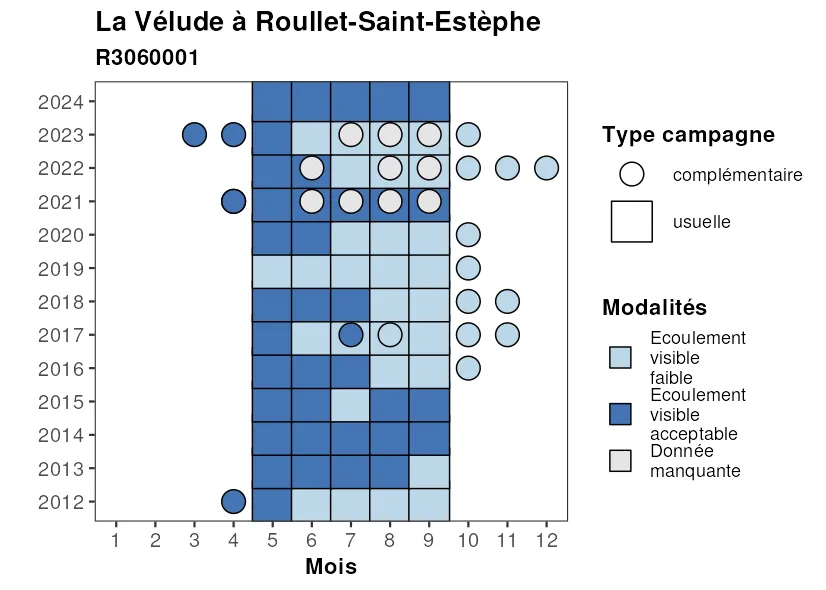 La Vélude à Roullet-Saint-Estèphe
R3060001
2024
2023
2022
2021
2020
2019
2018
2017
2016
2015
2014
2013
2012
1 2 3 4 5 6 7 8 9 10 11 12
Mois
Type campagne
complémentaire
usuelle
Modalités
Ecoulement
visible
faible
Ecoulement
visible
acceptable
Donnée
manquante